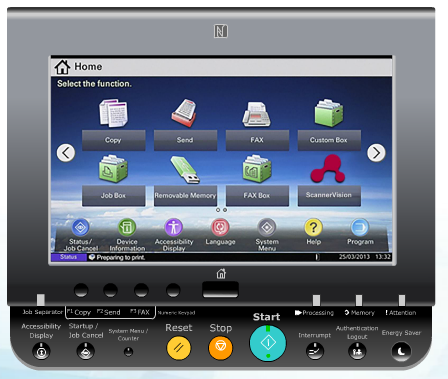 Home
Select the function.
Copy
Send
FAX
Custom Box
Job Box
Removable Memory
FAX Box
ScannerVision
Status/
Job Cancel
Device
Information
Accessibility
Display
Language
System
Menu
Help
Program
Status
Preparing to print.
25/03/2013 13:32
Job Separator
F1 Copy
F2 Send
F3 FAX
Numeric Keypad
Processing
Memory
! Attention
Accessibility
Display
Startup /
Job Cancel
System Menu /
Counter
Reset
Stop
Start
Interrupt
Authentication
Logout
Energy Saver